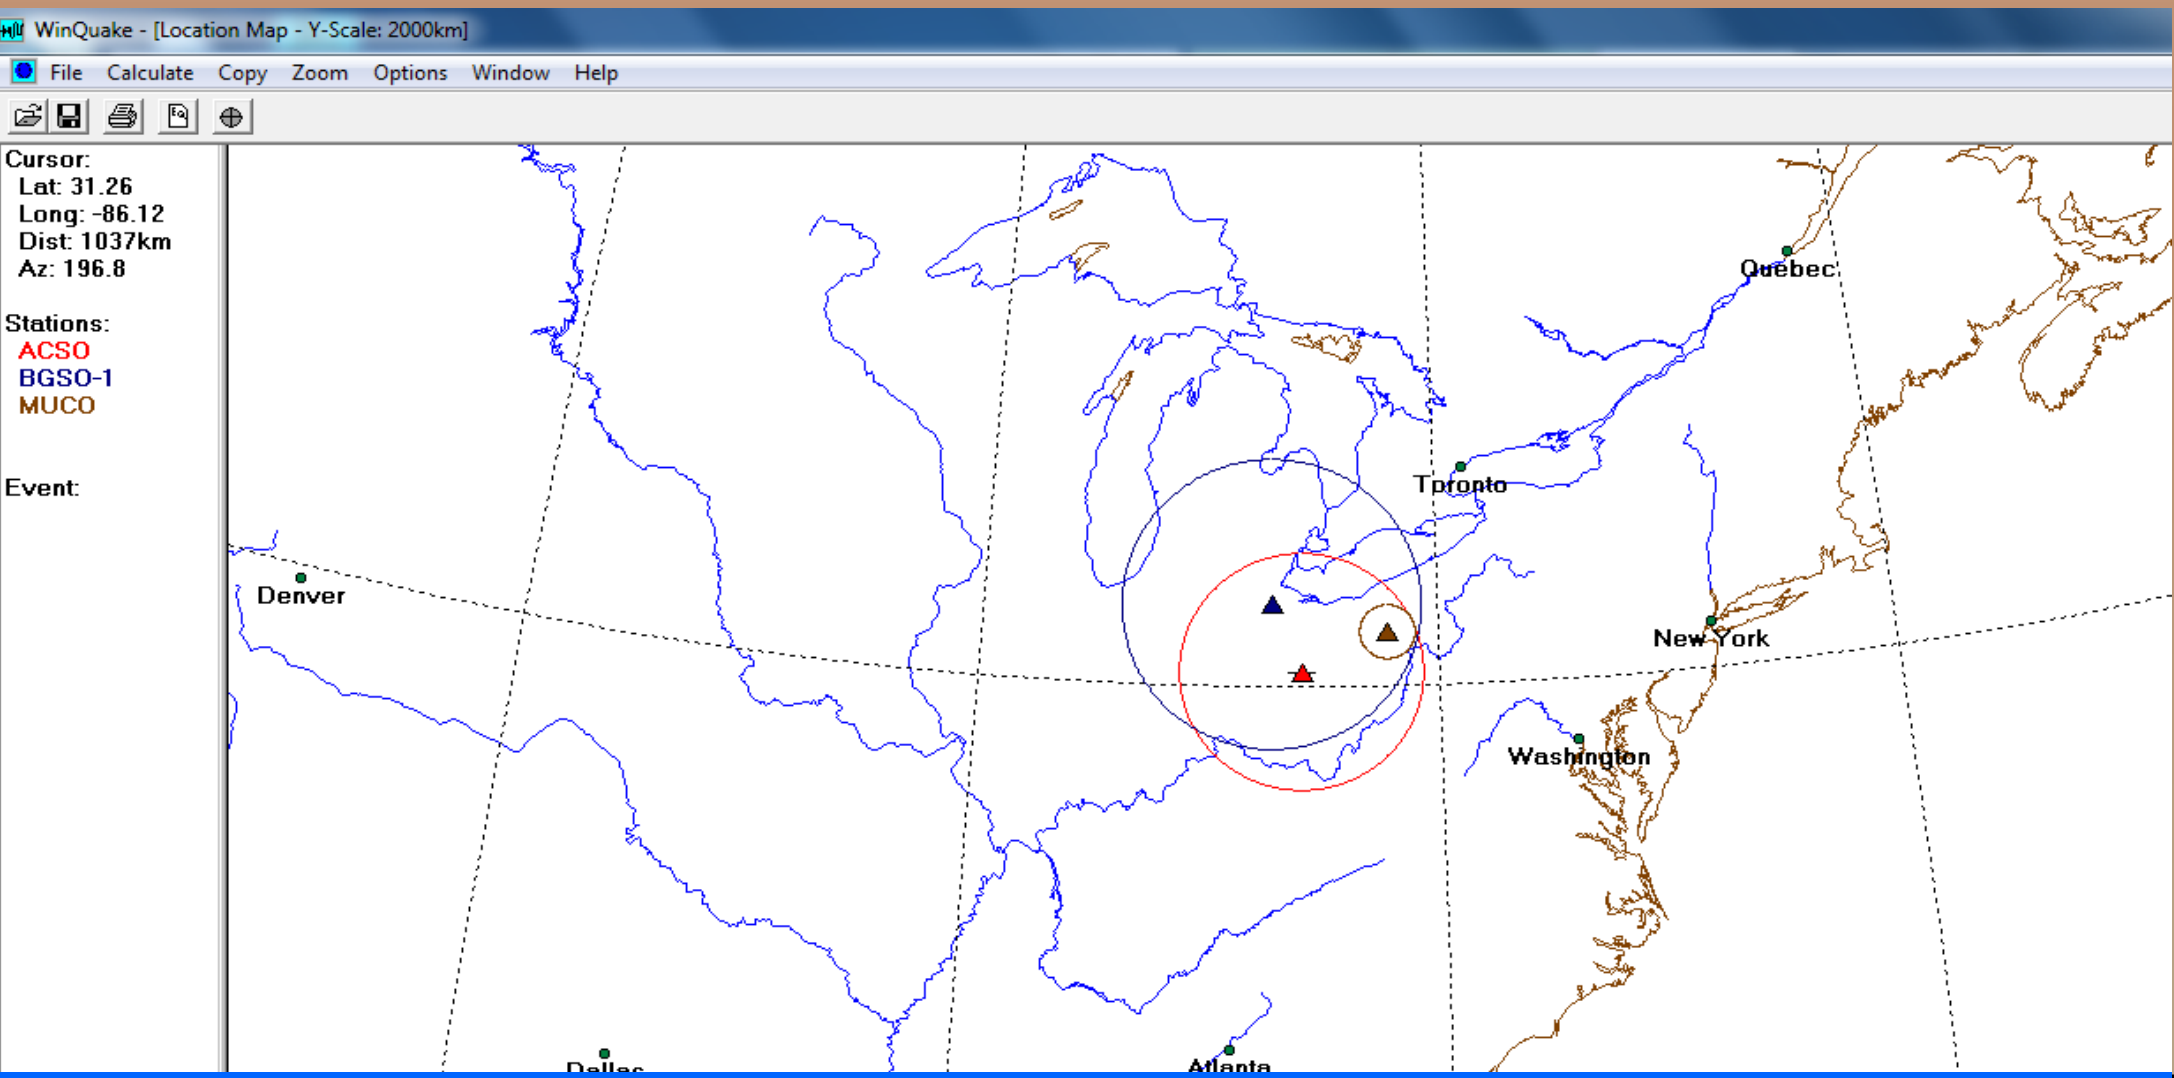 WinQuake - [Location Map - Y-Scale: 2000km]
File Calculate Copy Zoom Options Window Help
Cursor:
Lat: 31.26
Long: -86.12
Dist: 1037km
Az: 196.8
Stations:
ACSO
BGSO-1
MUCO
Event:
Quebec
Toronto
Denver
New York
Washington
Dallas
Atlanta